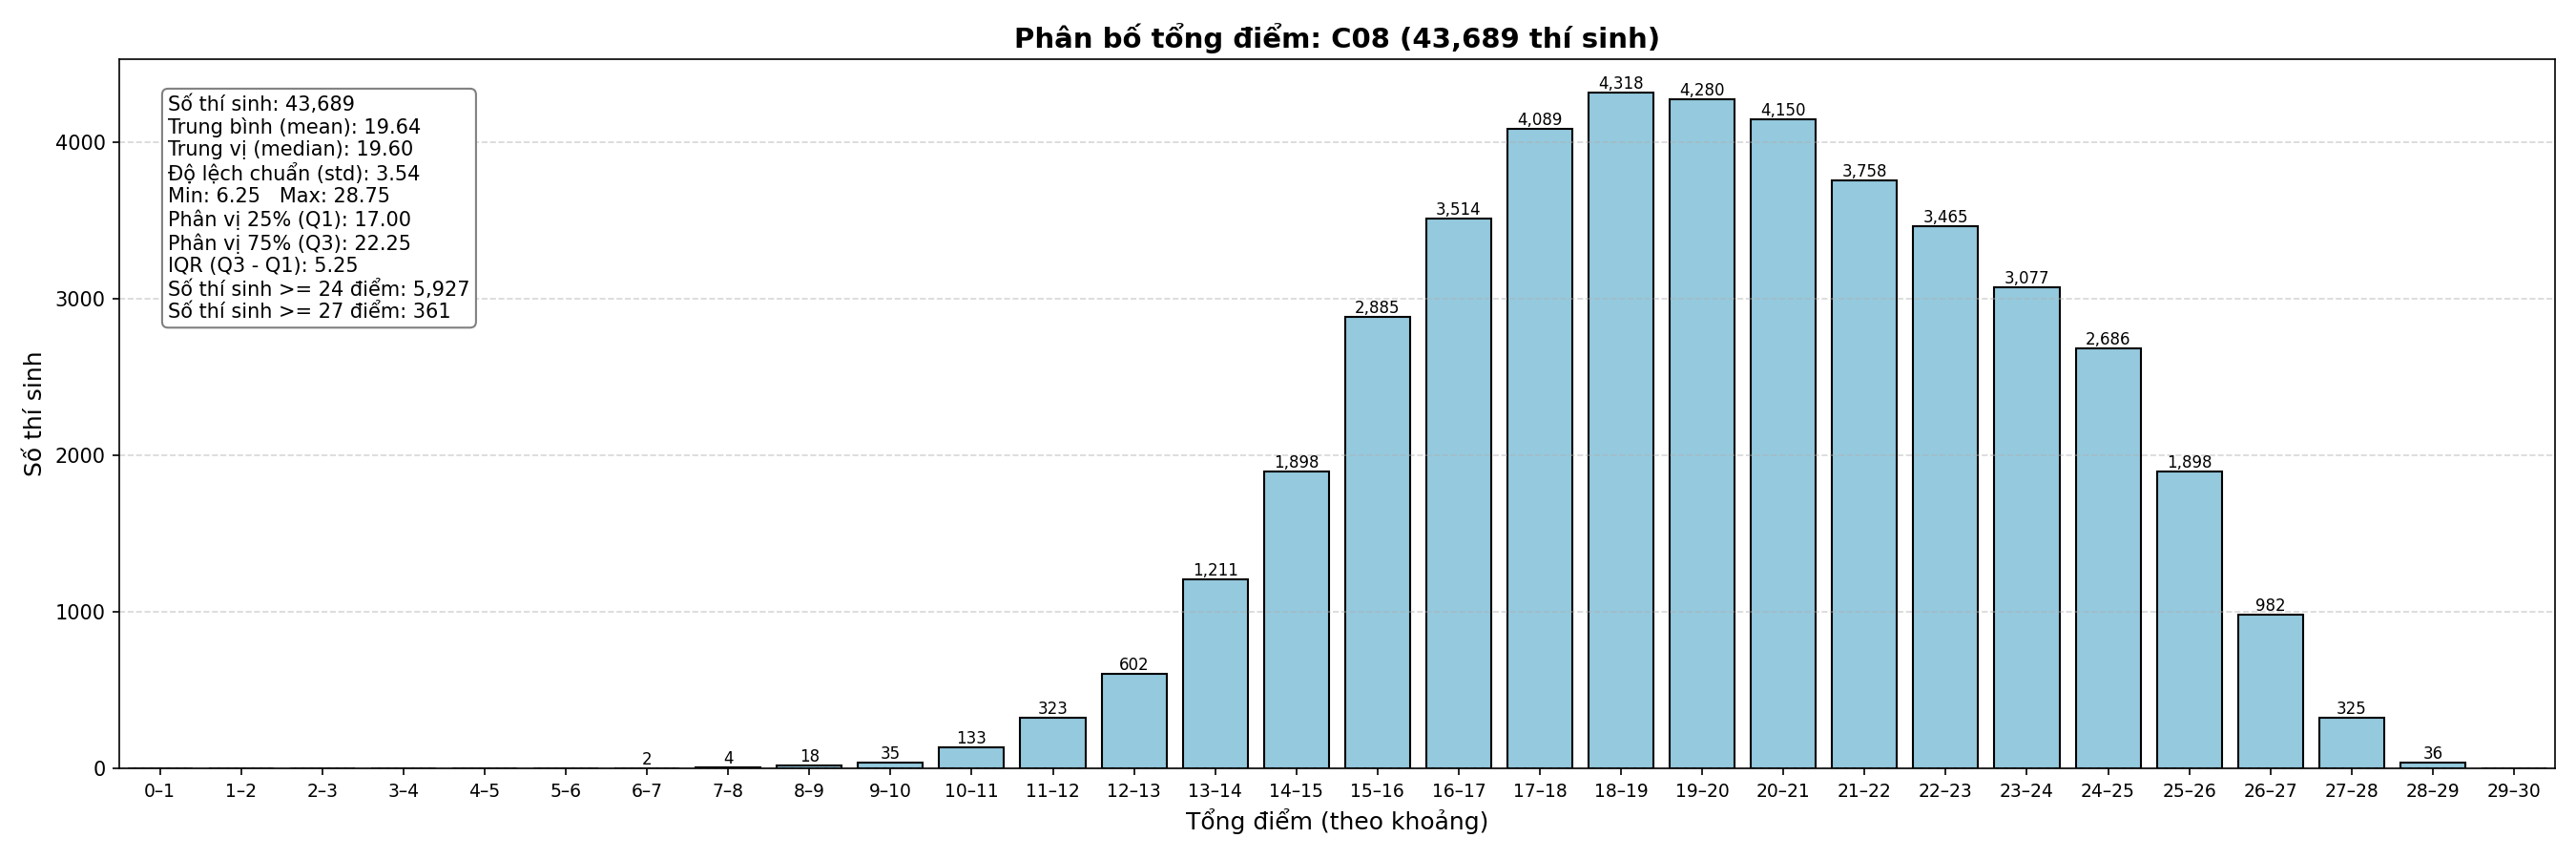 Phân bố tổng điểm: C08 (43,689 thí sinh)
Số thí sinh: 43,689
Trung bình (mean): 19.64
Trung vị (median): 19.60
Độ lệch chuẩn (std): 3.54
Min: 6.25   Max: 28.75
Phân vị 25% (Q1): 17.00
Phân vị 75% (Q3): 22.25
IQR (Q3 - Q1): 5.25
Số thí sinh >= 24 điểm: 5,927
Số thí sinh >= 27 điểm: 361
Số thí sinh
4000
3000
2000
1000
0
2
4
18
35
133
323
602
1,211
1,898
2,885
3,514
4,089
4,318
4,280
4,150
3,758
3,465
3,077
2,686
1,898
982
325
36
0–1 1–2 2–3 3–4 4–5 5–6 6–7 7–8 8–9 9–10 10–11 11–12 12–13 13–14 14–15 15–16 16–17 17–18 18–19 19–20 20–21 21–22 22–23 23–24 24–25 25–26 26–27 27–28 28–29 29–30
Tổng điểm (theo khoảng)